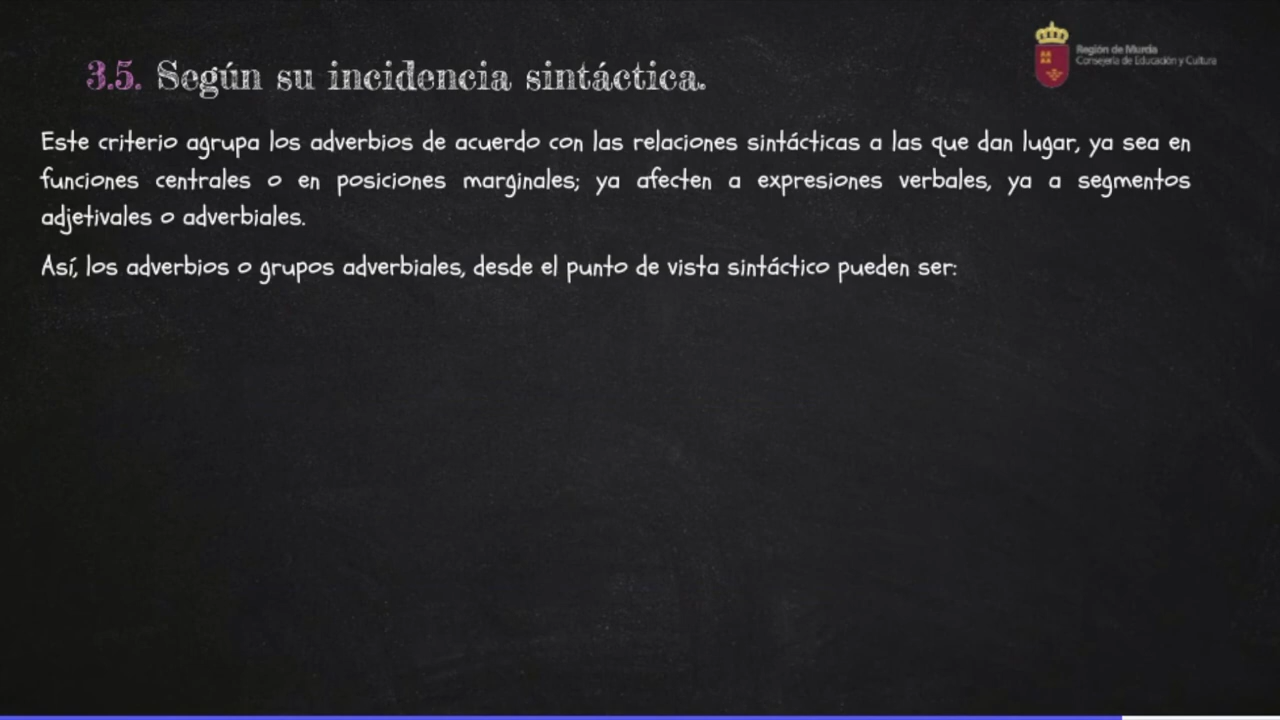 3.5. Según su incidencia sintáctica.
Región de Murcia
Consejería de Educación y Cultura
Este criterio agrupa los adverbios de acuerdo con las relaciones sintácticas a las que dan lugar, ya sea en
funciones centrales o en posiciones marginales; ya afecten a expresiones verbales, ya a segmentos
adjetivales o adverbiales.
Así, los adverbios o grupos adverbiales, desde el punto de vista sintáctico pueden ser: